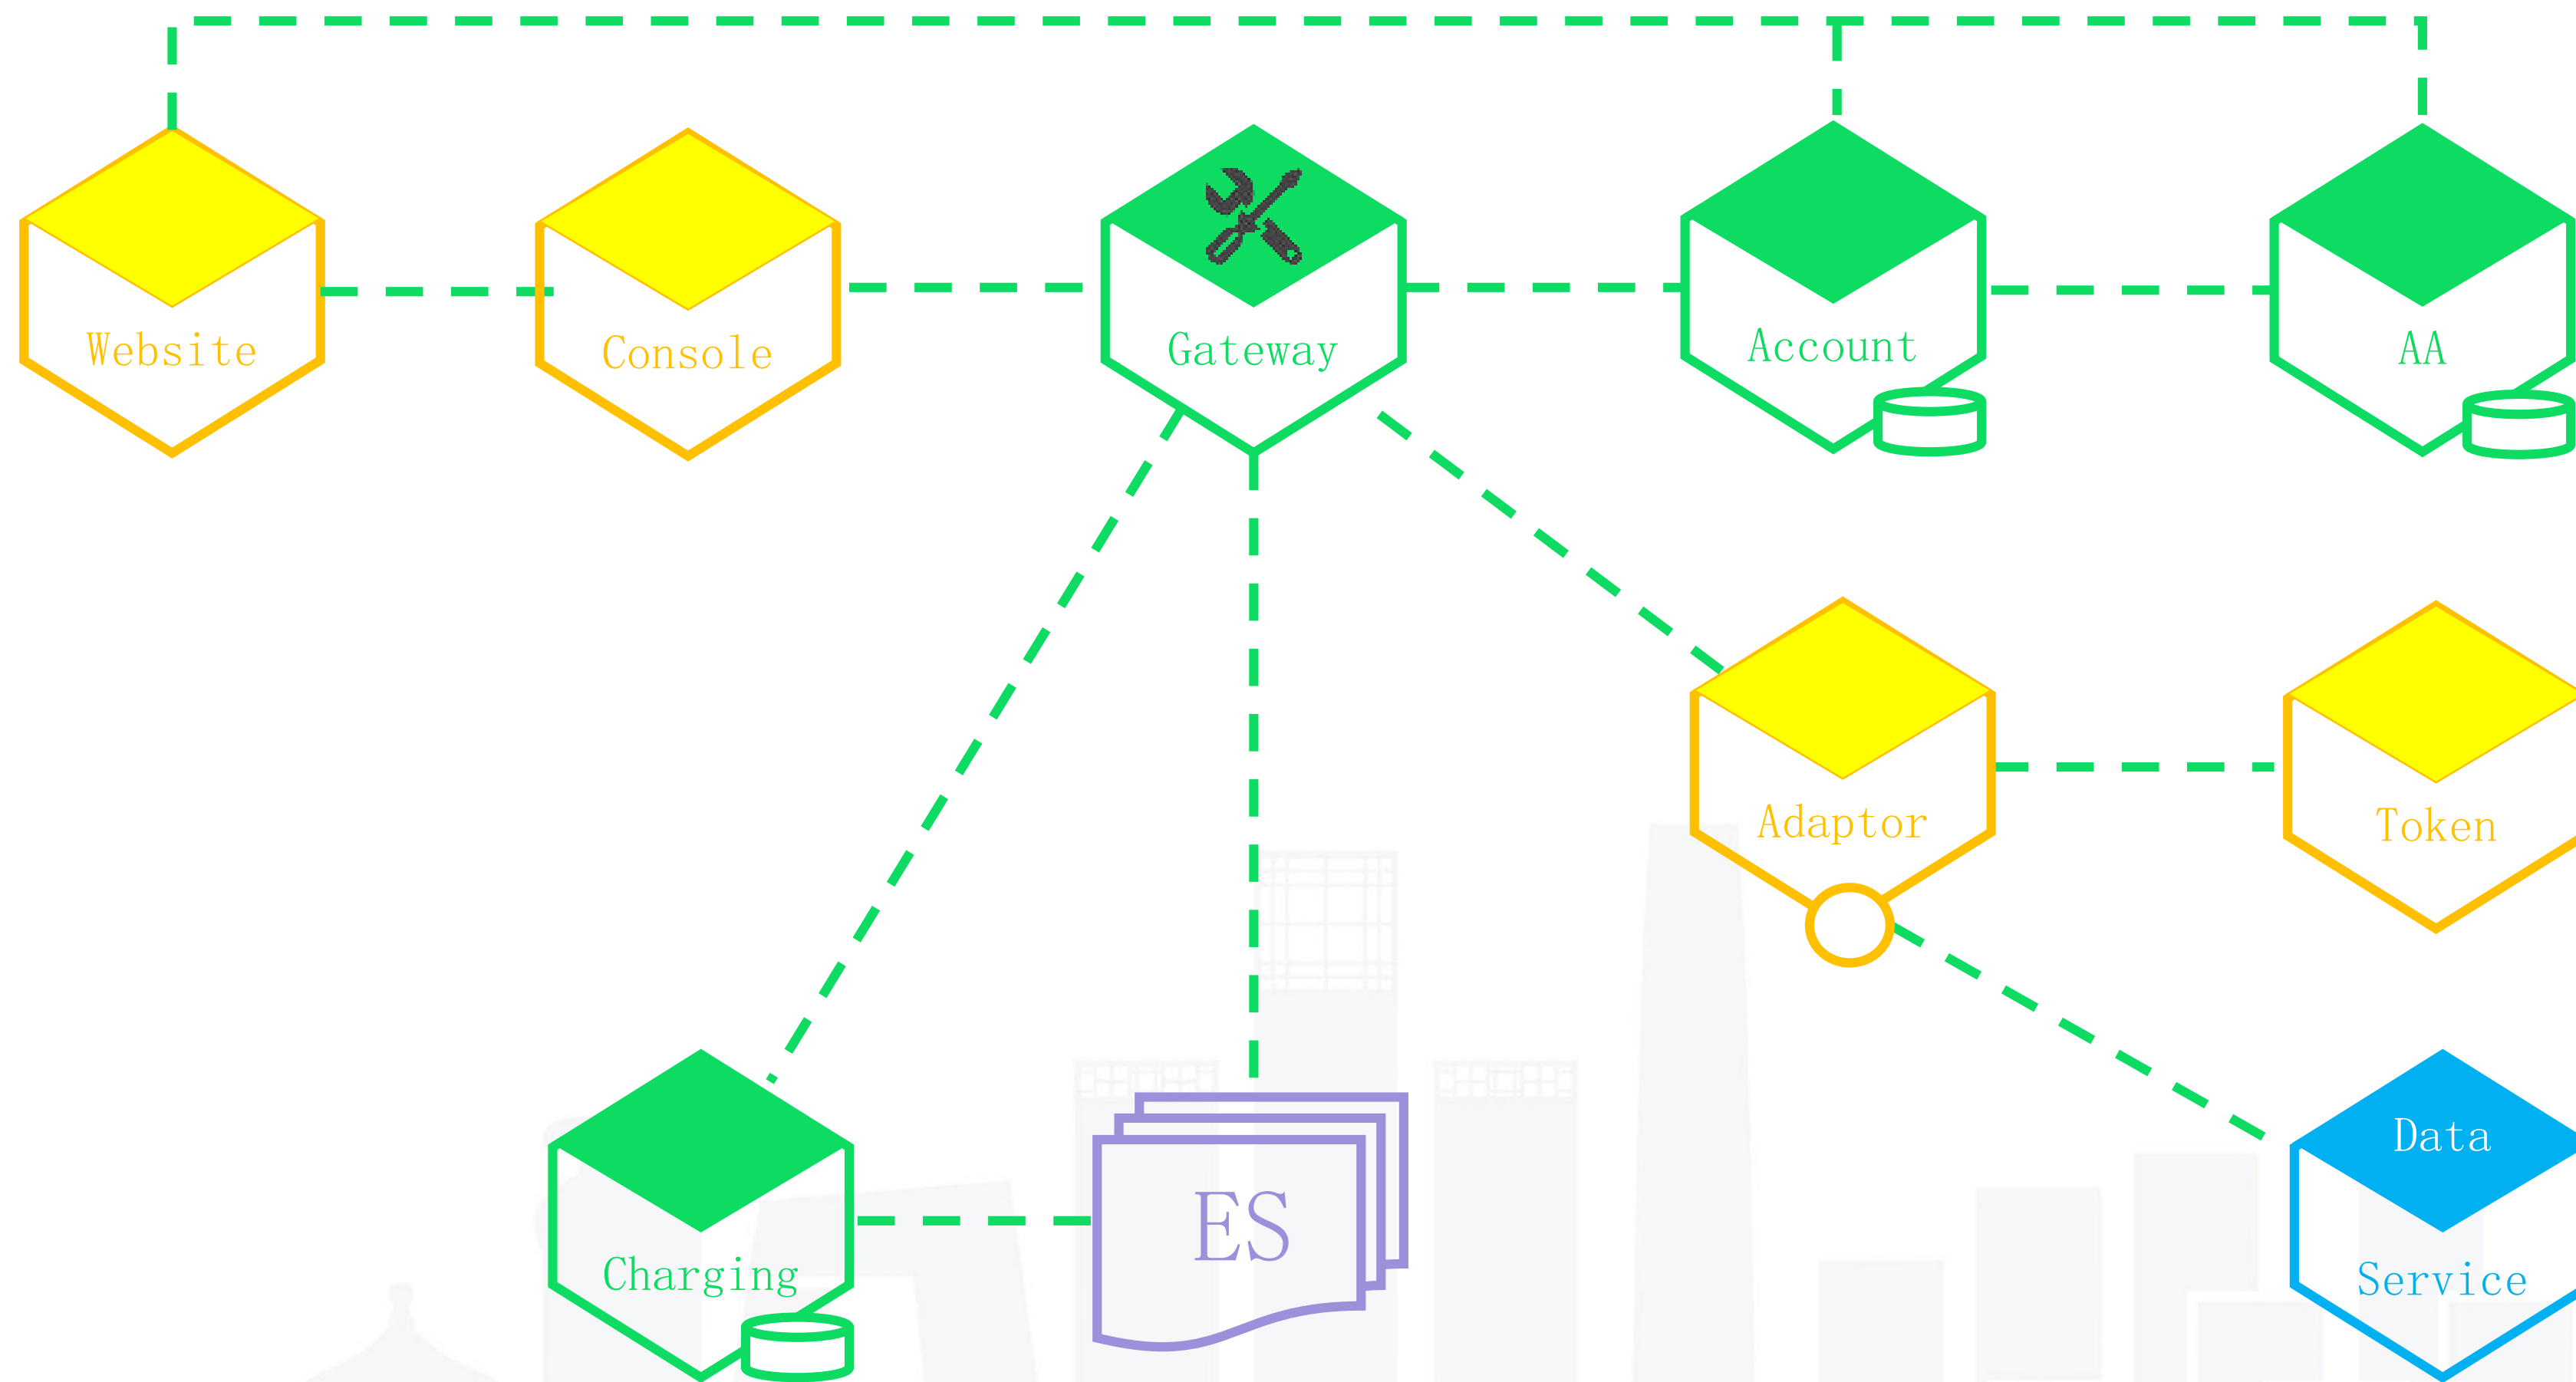 Website
Console
Gateway
Account
AA
Adaptor
Token
Charging
ES
Data
Service